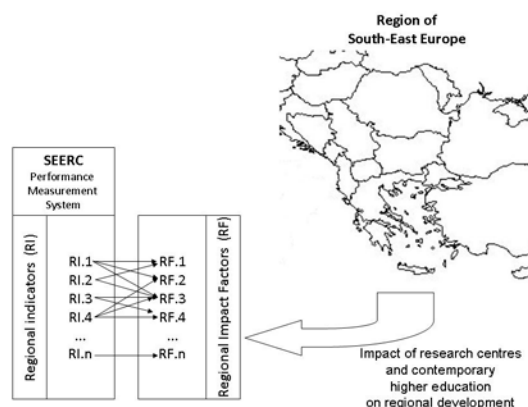 Region of
South-East Europe
SEERC
Performance
Measurement
System
Regional indicators (RI)
RI.1
RI.2
RI.3
RI.4
...
RI.n
RF.1
RF.2
RF.3
RF.4
...
RF.n
Regional Impact Factors (RF)
Impact of research centres
and contemporary
higher education
on regional development